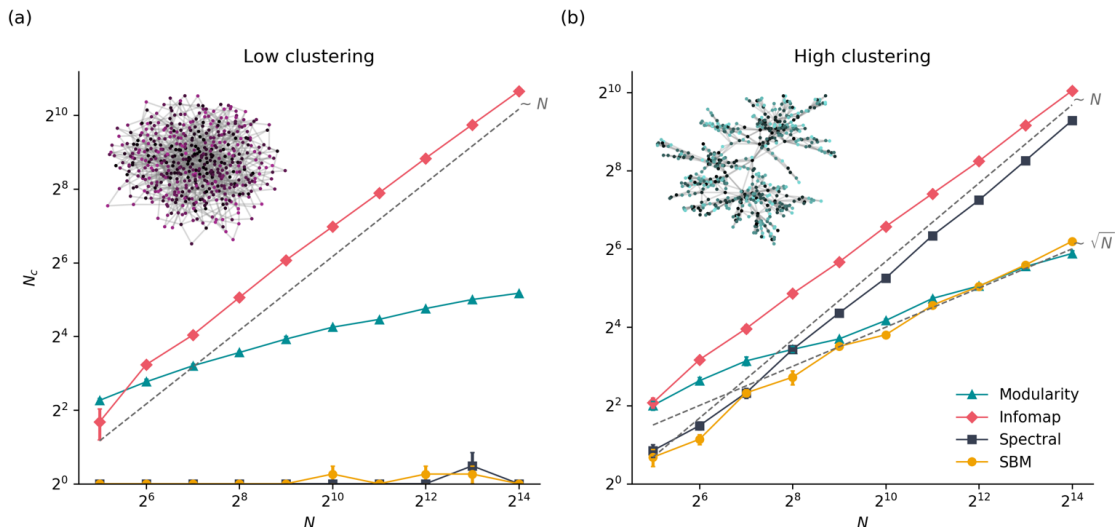 (a)
Low clustering
N_c
2^10
2^8
2^6
2^4
2^2
2^0
~ N
2^6
2^8
2^10
2^12
2^14
N
(b)
High clustering
2^10
2^8
2^6
2^4
2^2
2^0
~ N
~ √N
Modularity
Infomap
Spectral
SBM
2^6
2^8
2^10
2^12
2^14
N